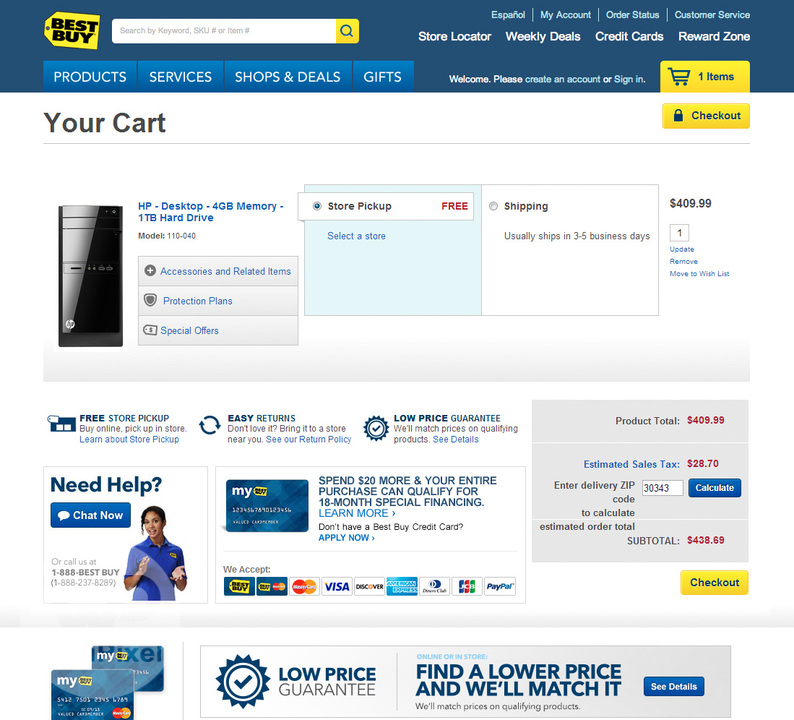 BEST BUY
Search by Keyword, SKU # or Item #
Español My Account Order Status Customer Service
Store Locator Weekly Deals Credit Cards Reward Zone
PRODUCTS SERVICES SHOPS & DEALS GIFTS
Welcome. Please create an account or Sign in.
1 Items
Your Cart
Checkout
HP - Desktop - 4GB Memory -
1TB Hard Drive
Model: 110-040
Accessories and Related Items
Protection Plans
Special Offers
Store Pickup FREE
Select a store
Shipping
Usually ships in 3-5 business days
$409.99
1
Update
Remove
Move to Wish List
hp
FREE STORE PICKUP
Buy online, pick up in store.
Learn about Store Pickup
EASY RETURNS
Don't love it? Bring it to a store
near you. See our Return Policy
LOW PRICE GUARANTEE
We'll match prices on qualifying
products. See Details
Product Total: $409.99
Estimated Sales Tax: $28.70
Enter delivery ZIP
code
to calculate
estimated order total
30343
Calculate
SUBTOTAL: $438.69
Checkout
Need Help?
Chat Now
Or call us at
1-888-BEST BUY
(1-888-237-8289)
my BEST BUY
1234567890123456
VALUED CARDMEMBER
SPEND $20 MORE & YOUR ENTIRE
PURCHASE CAN QUALIFY FOR
18-MONTH SPECIAL FINANCING.
LEARN MORE ›
Don't have a Best Buy Credit Card?
APPLY NOW ›
We Accept:
BEST BUY MasterCard VISA DISCOVER AMERICAN EXPRESS Diners Club JCB PayPal
my
my
5412 7501 2345 6789
VALUED CARDMEMBER
MasterCard
LOW PRICE
GUARANTEE
ONLINE OR IN STORE:
FIND A LOWER PRICE
AND WE'LL MATCH IT
We'll match prices on qualifying products.
See Details